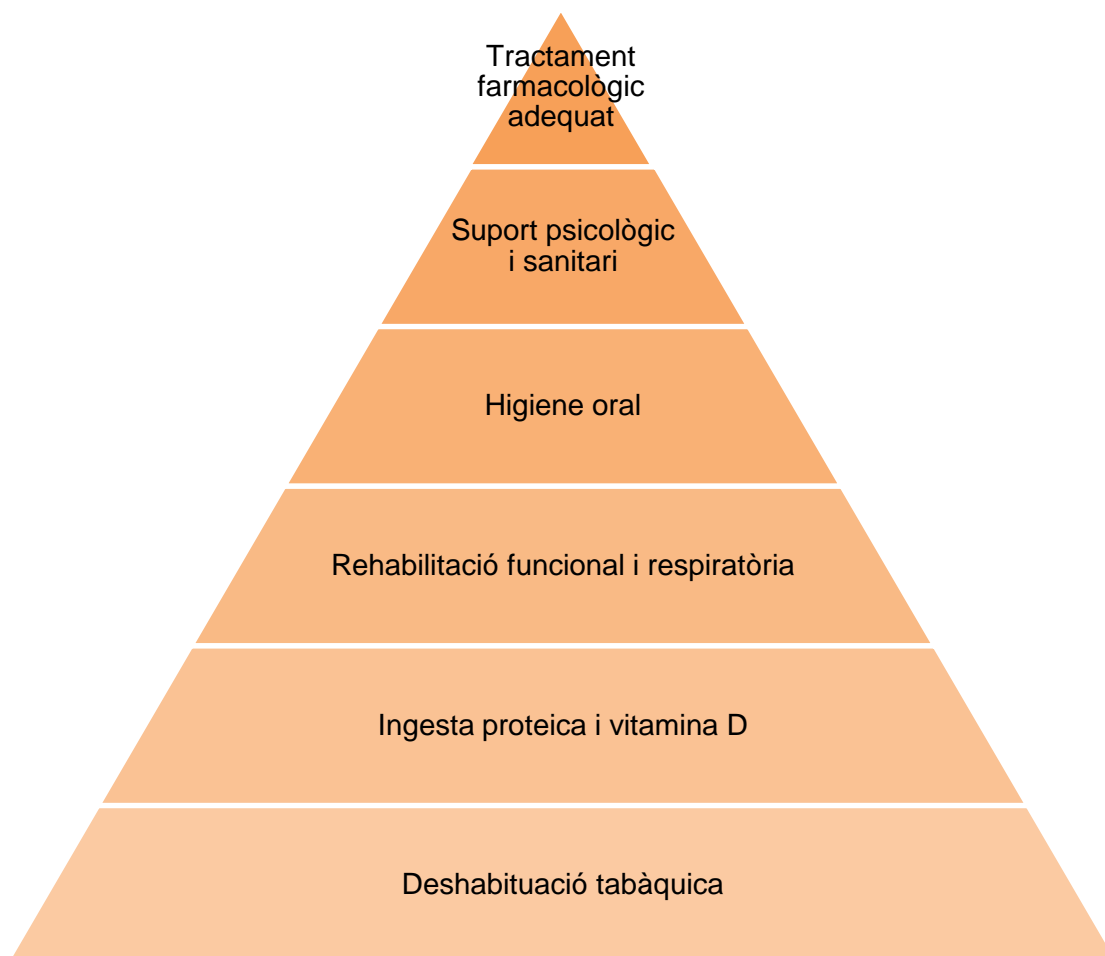 Tractament
farmacològic
adequat
Suport psicològic
i sanitari
Higiene oral
Rehabilitació funcional i respiratòria
Ingesta proteica i vitamina D
Deshabituació tabàquica